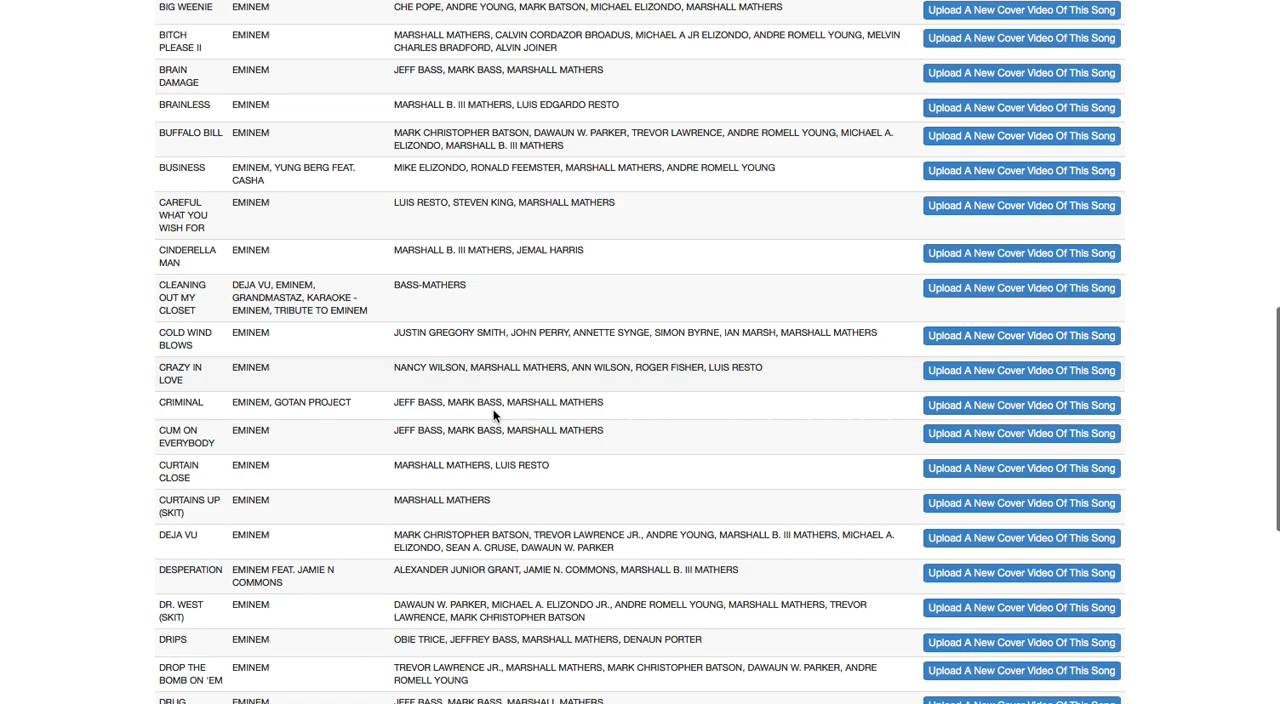 BIG WEENIE EMINEM CHE POPE, ANDRE YOUNG, MARK BATSON, MICHAEL ELIZONDO, MARSHALL MATHERS Upload A New Cover Video Of This Song
BITCH EMINEM MARSHALL MATHERS, CALVIN CORDAZOR BROADUS, MICHAEL A JR ELIZONDO, ANDRE ROMELL YOUNG, MELVIN Upload A New Cover Video Of This Song
PLEASE II CHARLES BRADFORD, ALVIN JOINER
BRAIN EMINEM JEFF BASS, MARK BASS, MARSHALL MATHERS Upload A New Cover Video Of This Song
DAMAGE
BRAINLESS EMINEM MARSHALL B. III MATHERS, LUIS EDGARDO RESTO Upload A New Cover Video Of This Song
BUFFALO BILL EMINEM MARK CHRISTOPHER BATSON, DAWAUN W. PARKER, TREVOR LAWRENCE, ANDRE ROMELL YOUNG, MICHAEL A. Upload A New Cover Video Of This Song
ELIZONDO, MARSHALL B. III MATHERS
BUSINESS EMINEM, YUNG BERG FEAT. MIKE ELIZONDO, RONALD FEEMSTER, MARSHALL MATHERS, ANDRE ROMELL YOUNG Upload A New Cover Video Of This Song
CASHA
CAREFUL EMINEM LUIS RESTO, STEVEN KING, MARSHALL MATHERS Upload A New Cover Video Of This Song
WHAT YOU
WISH FOR
CINDERELLA EMINEM MARSHALL B. III MATHERS, JEMAL HARRIS Upload A New Cover Video Of This Song
MAN
CLEANING DEJA VU, EMINEM, BASS-MATHERS Upload A New Cover Video Of This Song
OUT MY GRANDMASTAZ, KARAOKE -
CLOSET EMINEM, TRIBUTE TO EMINEM
COLD WIND EMINEM JUSTIN GREGORY SMITH, JOHN PERRY, ANNETTE SYNGE, SIMON BYRNE, IAN MARSH, MARSHALL MATHERS Upload A New Cover Video Of This Song
BLOWS
CRAZY IN EMINEM NANCY WILSON, MARSHALL MATHERS, ANN WILSON, ROGER FISHER, LUIS RESTO Upload A New Cover Video Of This Song
LOVE
CRIMINAL EMINEM, GOTAN PROJECT JEFF BASS, MARK BASS, MARSHALL MATHERS Upload A New Cover Video Of This Song
CUM ON EMINEM JEFF BASS, MARK BASS, MARSHALL MATHERS Upload A New Cover Video Of This Song
EVERYBODY
CURTAIN EMINEM MARSHALL MATHERS, LUIS RESTO Upload A New Cover Video Of This Song
CLOSE
CURTAINS UP EMINEM MARSHALL MATHERS Upload A New Cover Video Of This Song
(SKIT)
DEJA VU EMINEM MARK CHRISTOPHER BATSON, TREVOR LAWRENCE JR., ANDRE YOUNG, MARSHALL B. III MATHERS, MICHAEL A. Upload A New Cover Video Of This Song
ELIZONDO, SEAN A. CRUSE, DAWAUN W. PARKER
DESPERATION EMINEM FEAT. JAMIE N ALEXANDER JUNIOR GRANT, JAMIE N. COMMONS, MARSHALL B. III MATHERS Upload A New Cover Video Of This Song
COMMONS
DR. WEST EMINEM DAWAUN W. PARKER, MICHAEL A. ELIZONDO JR., ANDRE ROMELL YOUNG, MARSHALL MATHERS, TREVOR Upload A New Cover Video Of This Song
(SKIT) LAWRENCE, MARK CHRISTOPHER BATSON
DRIPS EMINEM OBIE TRICE, JEFFREY BASS, MARSHALL MATHERS, DENAUN PORTER Upload A New Cover Video Of This Song
DROP THE EMINEM TREVOR LAWRENCE JR., MARSHALL MATHERS, MARK CHRISTOPHER BATSON, DAWAUN W. PARKER, ANDRE Upload A New Cover Video Of This Song
BOMB ON 'EM ROMELL YOUNG
DRUG EMINEM JEFF BASS, MARK BASS, MARSHALL MATHERS Upload A New Cover Video Of This Song